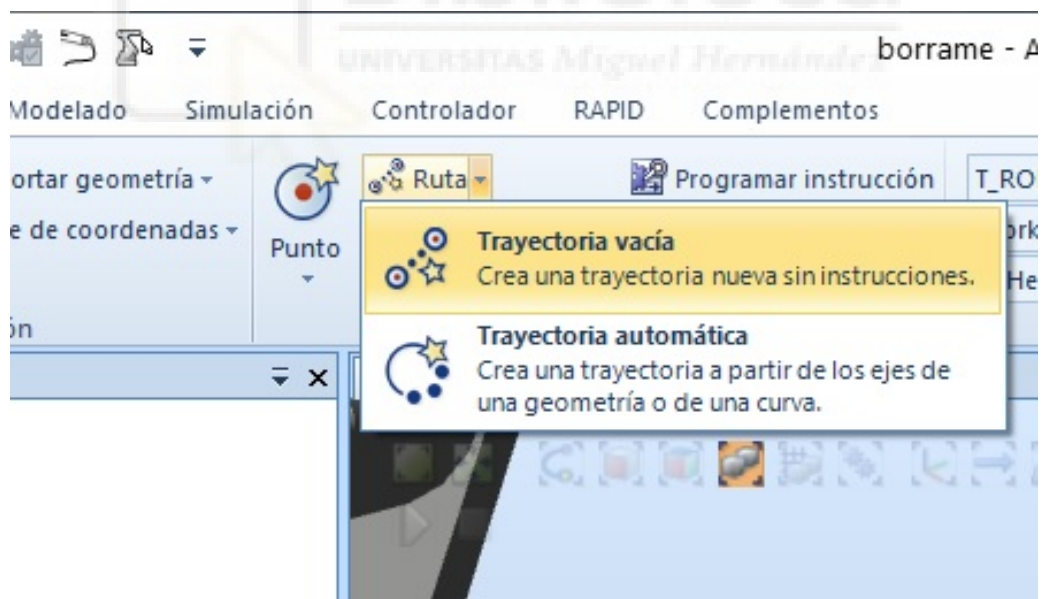 UNIVERSITAS Miguel Hernández
borrame - A
Modelado Simulación Controlador RAPID Complementos
ortar geometría Ruta Programar instrucción T_RO
e de coordenadas Punto
Trayectoria vacía
Crea una trayectoria nueva sin instrucciones.
ork
He
ón
Trayectoria automática
Crea una trayectoria a partir de los ejes de
una geometría o de una curva.